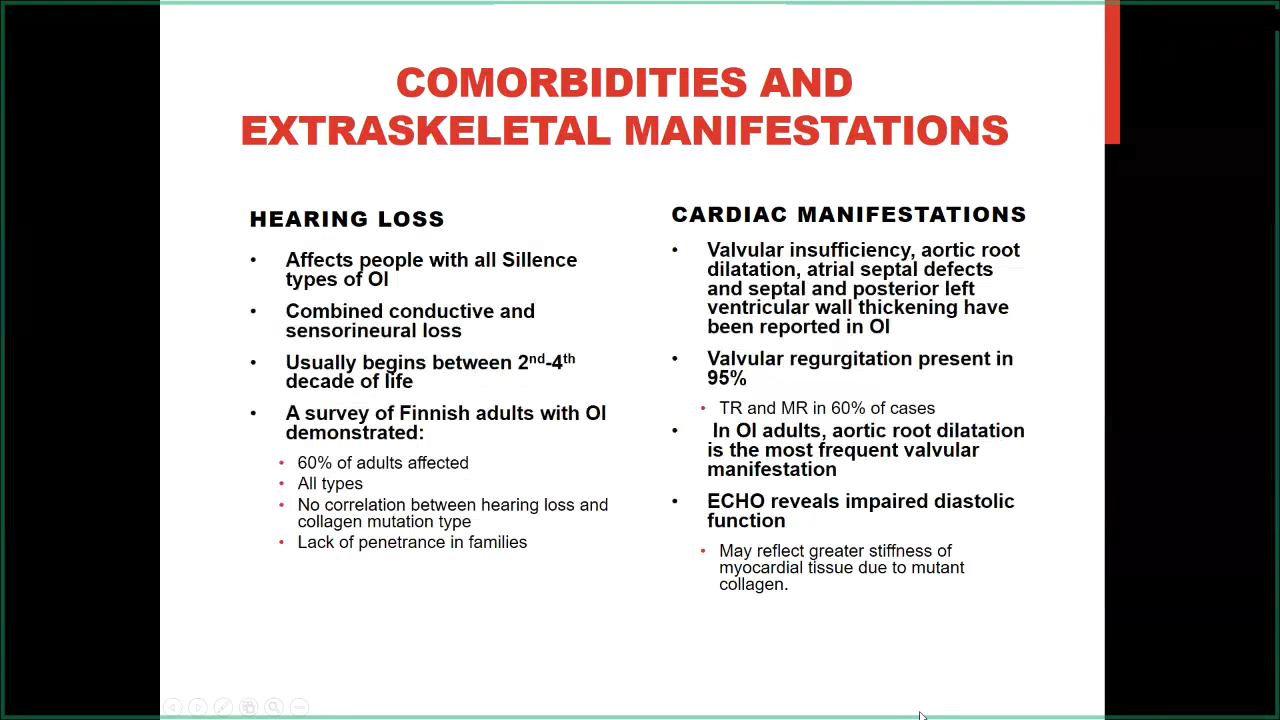 COMORBIDITIES AND
EXTRASKELETAL MANIFESTATIONS
HEARING LOSS
• Affects people with all Sillence
types of OI
• Combined conductive and
sensorineural loss
• Usually begins between 2nd-4th
decade of life
• A survey of Finnish adults with OI
demonstrated:
• 60% of adults affected
• All types
• No correlation between hearing loss and
collagen mutation type
• Lack of penetrance in families
CARDIAC MANIFESTATIONS
• Valvular insufficiency, aortic root
dilatation, atrial septal defects
and septal and posterior left
ventricular wall thickening have
been reported in OI
• Valvular regurgitation present in
95%
• TR and MR in 60% of cases
• In OI adults, aortic root dilatation
is the most frequent valvular
manifestation
• ECHO reveals impaired diastolic
function
• May reflect greater stiffness of
myocardial tissue due to mutant
collagen.